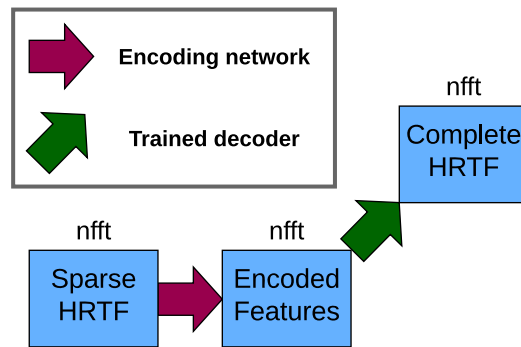 Encoding network
Trained decoder
nfft
Complete
HRTF
nfft
Sparse
HRTF
nfft
Encoded
Features